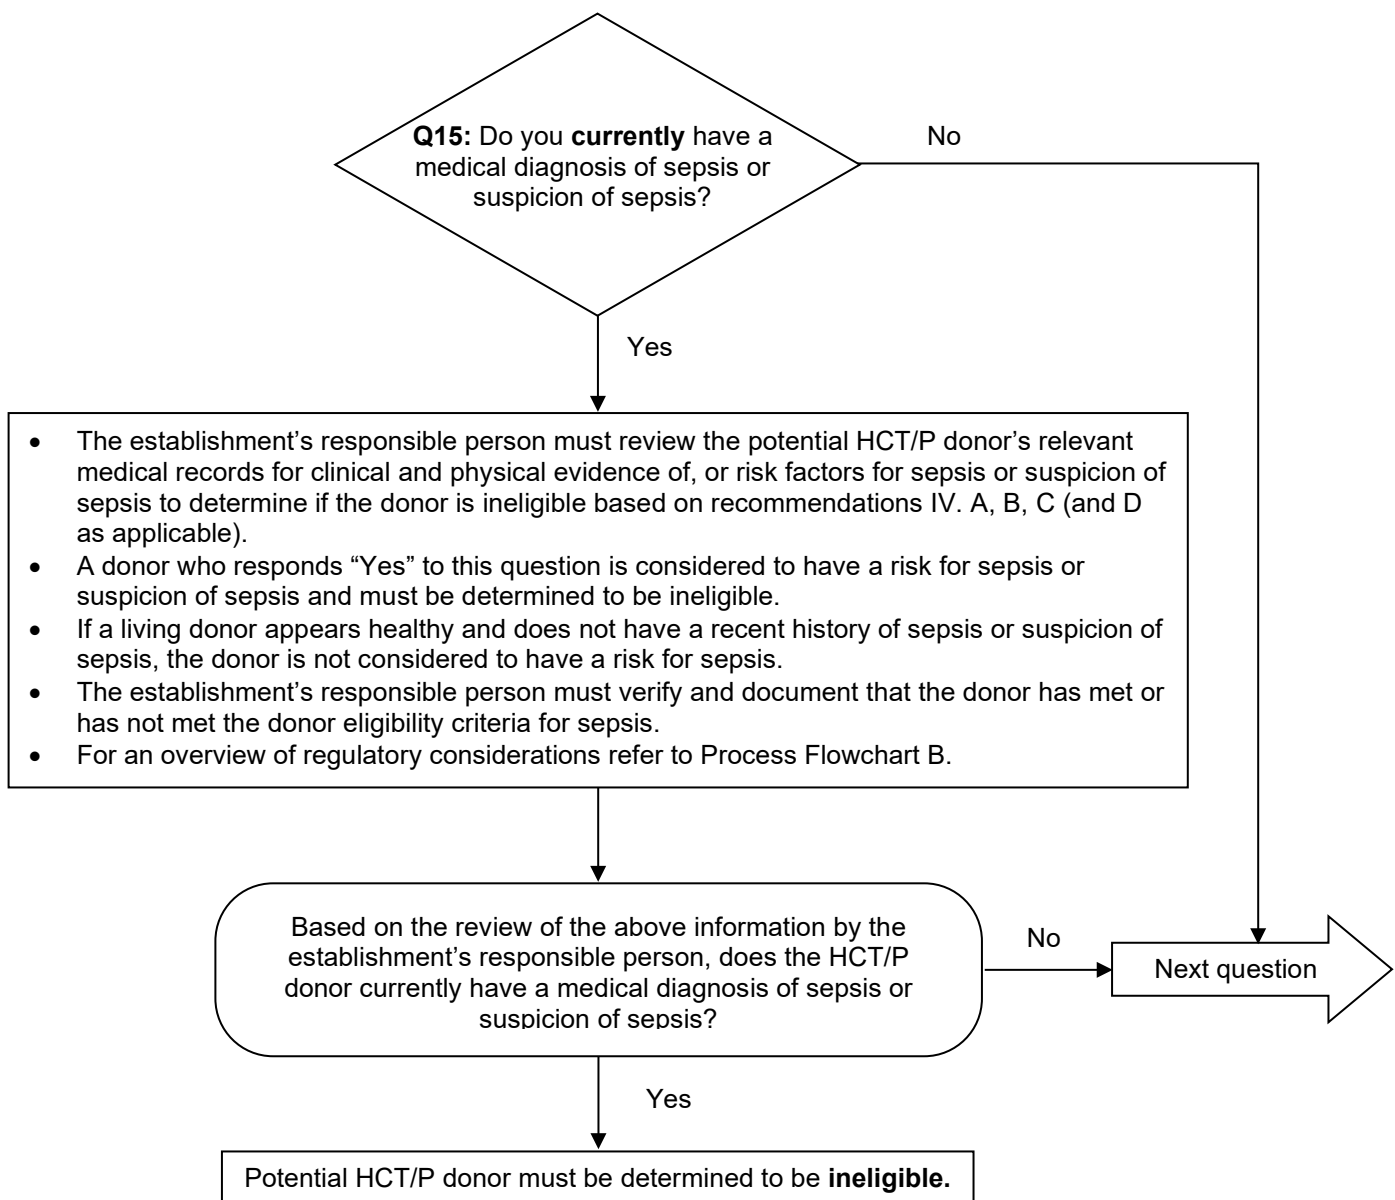 Q15: Do you currently have a
medical diagnosis of sepsis or
suspicion of sepsis?
No
Yes
• The establishment’s responsible person must review the potential HCT/P donor’s relevant
medical records for clinical and physical evidence of, or risk factors for sepsis or suspicion of
sepsis to determine if the donor is ineligible based on recommendations IV. A, B, C (and D
as applicable).
• A donor who responds “Yes” to this question is considered to have a risk for sepsis or
suspicion of sepsis and must be determined to be ineligible.
• If a living donor appears healthy and does not have a recent history of sepsis or suspicion of
sepsis, the donor is not considered to have a risk for sepsis.
• The establishment’s responsible person must verify and document that the donor has met or
has not met the donor eligibility criteria for sepsis.
• For an overview of regulatory considerations refer to Process Flowchart B.
Based on the review of the above information by the
establishment’s responsible person, does the HCT/P
donor currently have a medical diagnosis of sepsis or
suspicion of sepsis?
No
Next question
Yes
Potential HCT/P donor must be determined to be ineligible.